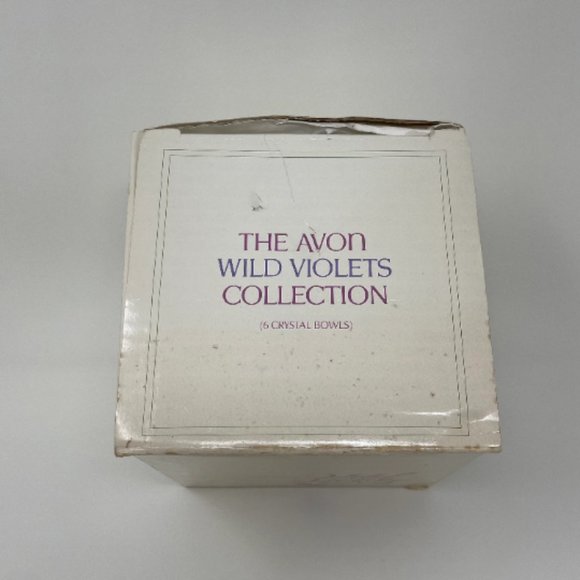 THE AVON
WILD VIOLETS
COLLECTION
(6 CRYSTAL BOWLS)